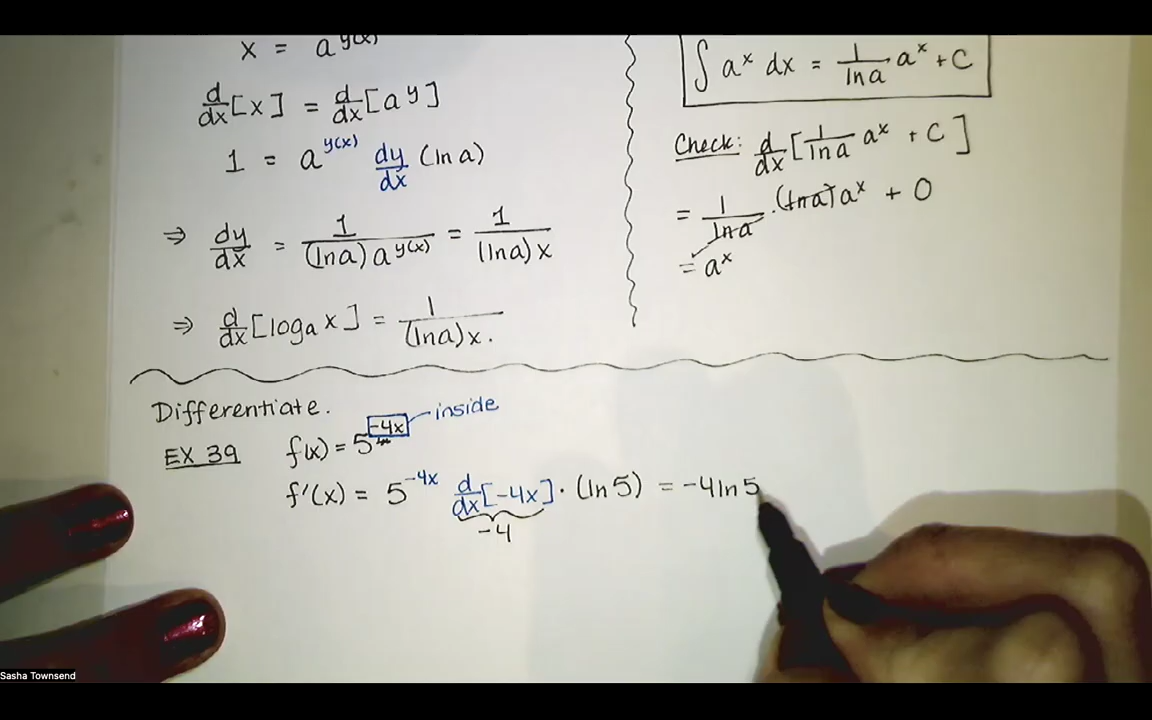 x = a^y(x)
d/dx [x] = d/dx [a^y]
1 = a^y(x) dy/dx (ln a)
⇒ dy/dx = 1/((ln a) a^y(x)) = 1/((ln a) x)
⇒ d/dx [log_a x] = 1/((ln a) x).
∫ a^x dx = 1/(ln a) a^x + C
Check: d/dx [1/(ln a) a^x + C]
= 1/(ln a) · (ln a) a^x + 0
= a^x
Differentiate.
EX 39 f(x) = 5^-4x inside
f'(x) = 5^-4x d/dx [-4x] · (ln 5) = -4 ln 5
-4
Sasha Townsend